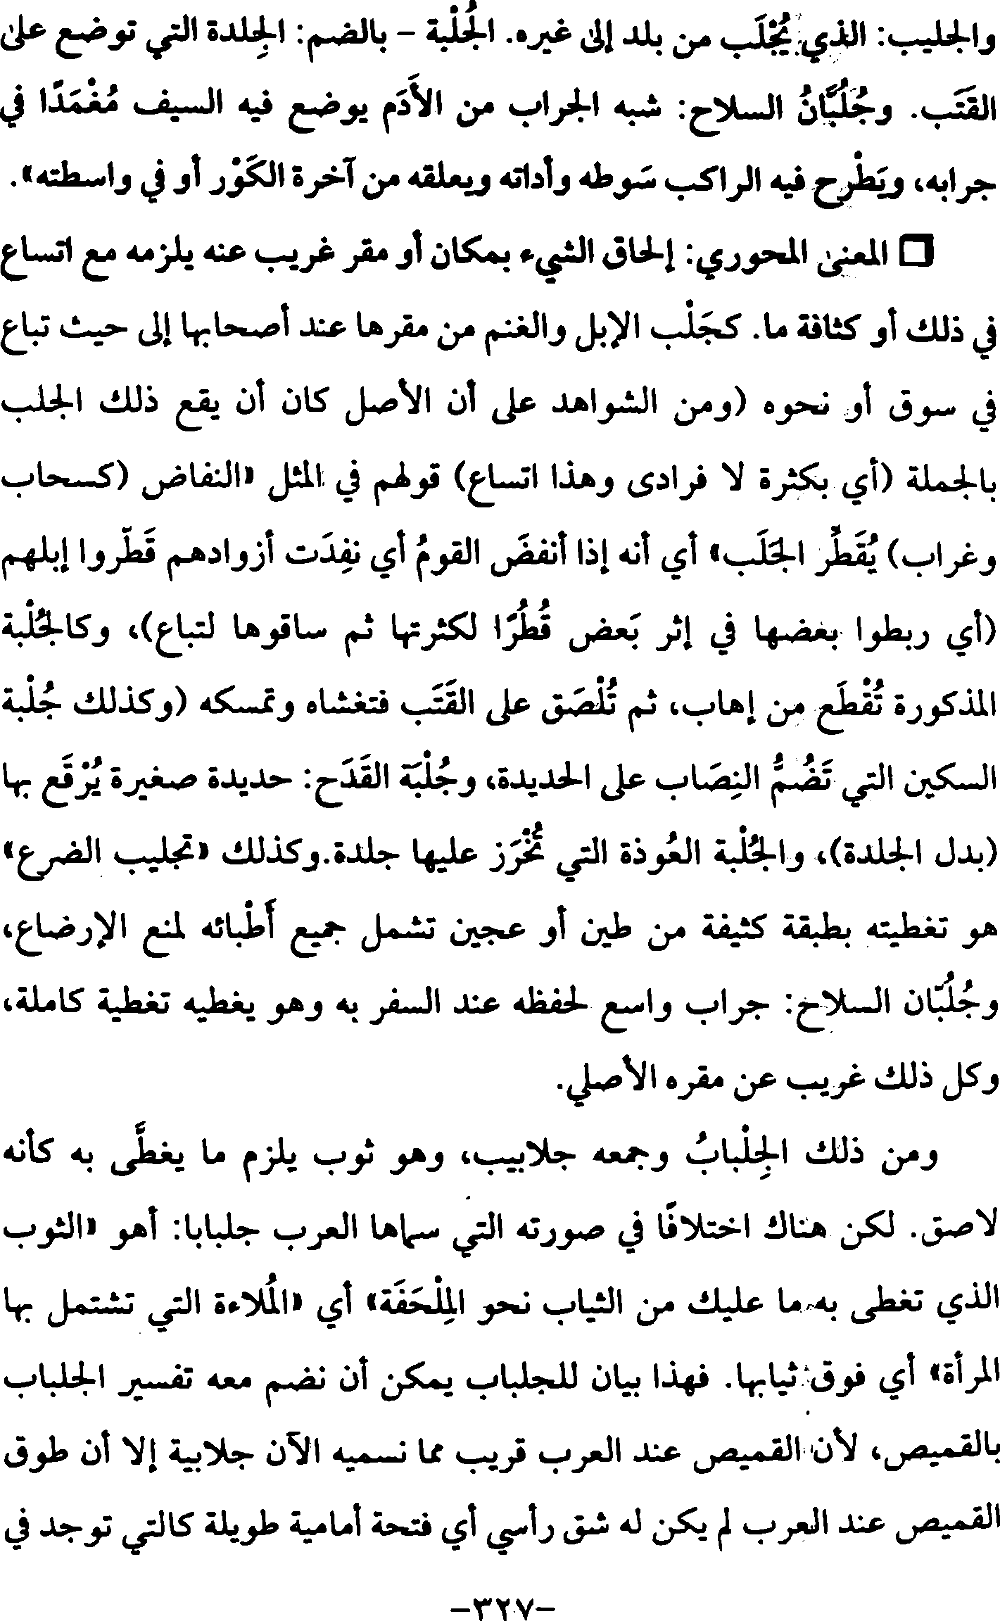 والجليب: الذي يُجْلَب من بلد إلى غيره. الجُلْبة – بالضم: الجِلدة التي توضع على
القَتَب. وجُلُبَّانُ السلاح: شبه الجراب من الأَدَم يوضع فيه السيف مُغْمَدًا في
جرابه، ويَطْرح فيه الراكب سَوطه وأداته ويعلقه من آخرة الكَوْر أو في واسطته».
❏ المعنى المحوري: إلحاق الشيء بمكان أو مقر غريب عنه يلزمه مع اتساع
في ذلك أو كثافة ما. كجَلْب الإبل والغنم من مقرها عند أصحابها إلى حيث تباع
في سوق أو نحوه (ومن الشواهد على أن الأصل كان أن يقع ذلك الجلب
بالجملة (أي بكثرة لا فرادى وهذا اتساع) قولهم في المثل «النفاض (كسحاب
وغراب) يُقَطِّر الجَلَب» أي أنه إذا أنفضَ القومُ أي نفِدَت أزوادهم قَطّروا إبلهم
(أي ربطوا بعضها في إثر بَعض قُطُرًا لكثرتها ثم ساقوها لتباع)، وكالجُلْبة
المذكورة تُقْطَع من إهاب، ثم تُلْصَق على القَتَب فتغشاه وتمسكه (وكذلك جُلْبة
السكين التي تَضُمُّ النِصَاب على الحديدة، وجُلْبَة القَدَح: حديدة صغيرة يُرْقَع بها
(بدل الجلدة)، والجُلْبة العُوذة التي تُخْرَز عليها جلدة.وكذلك «تجليب الضرع»
هو تغطيته بطبقة كثيفة من طين أو عجين تشمل جميع أَطْبائه لمنع الإرضاع،
وجُلُبّان السلاح: جراب واسع لحفظه عند السفر به وهو يغطيه تغطية كاملة،
وكل ذلك غريب عن مقره الأصلي.
ومن ذلك الجِلْبابُ وجمعه جلابيب، وهو ثوب يلزم ما يغطَّى به كأنه
لاصق. لكن هناك اختلافًا في صورته التي سماها العرب جلبابا: أهو «الثوب
الذي تغطى به ما عليك من الثياب نحو المِلْحَفَة» أي «المُلاءة التي تشتمل بها
المرأة» أي فوق ثيابها. فهذا بيان للجلباب يمكن أن نضم معه تفسير الجلباب
بالقميص، لأن القميص عند العرب قريب مما نسميه الآن جلابية إلا أن طوق
القميص عند العرب لم يكن له شق رأسي أي فتحة أمامية طويلة كالتي توجد في
-٣٢٧-